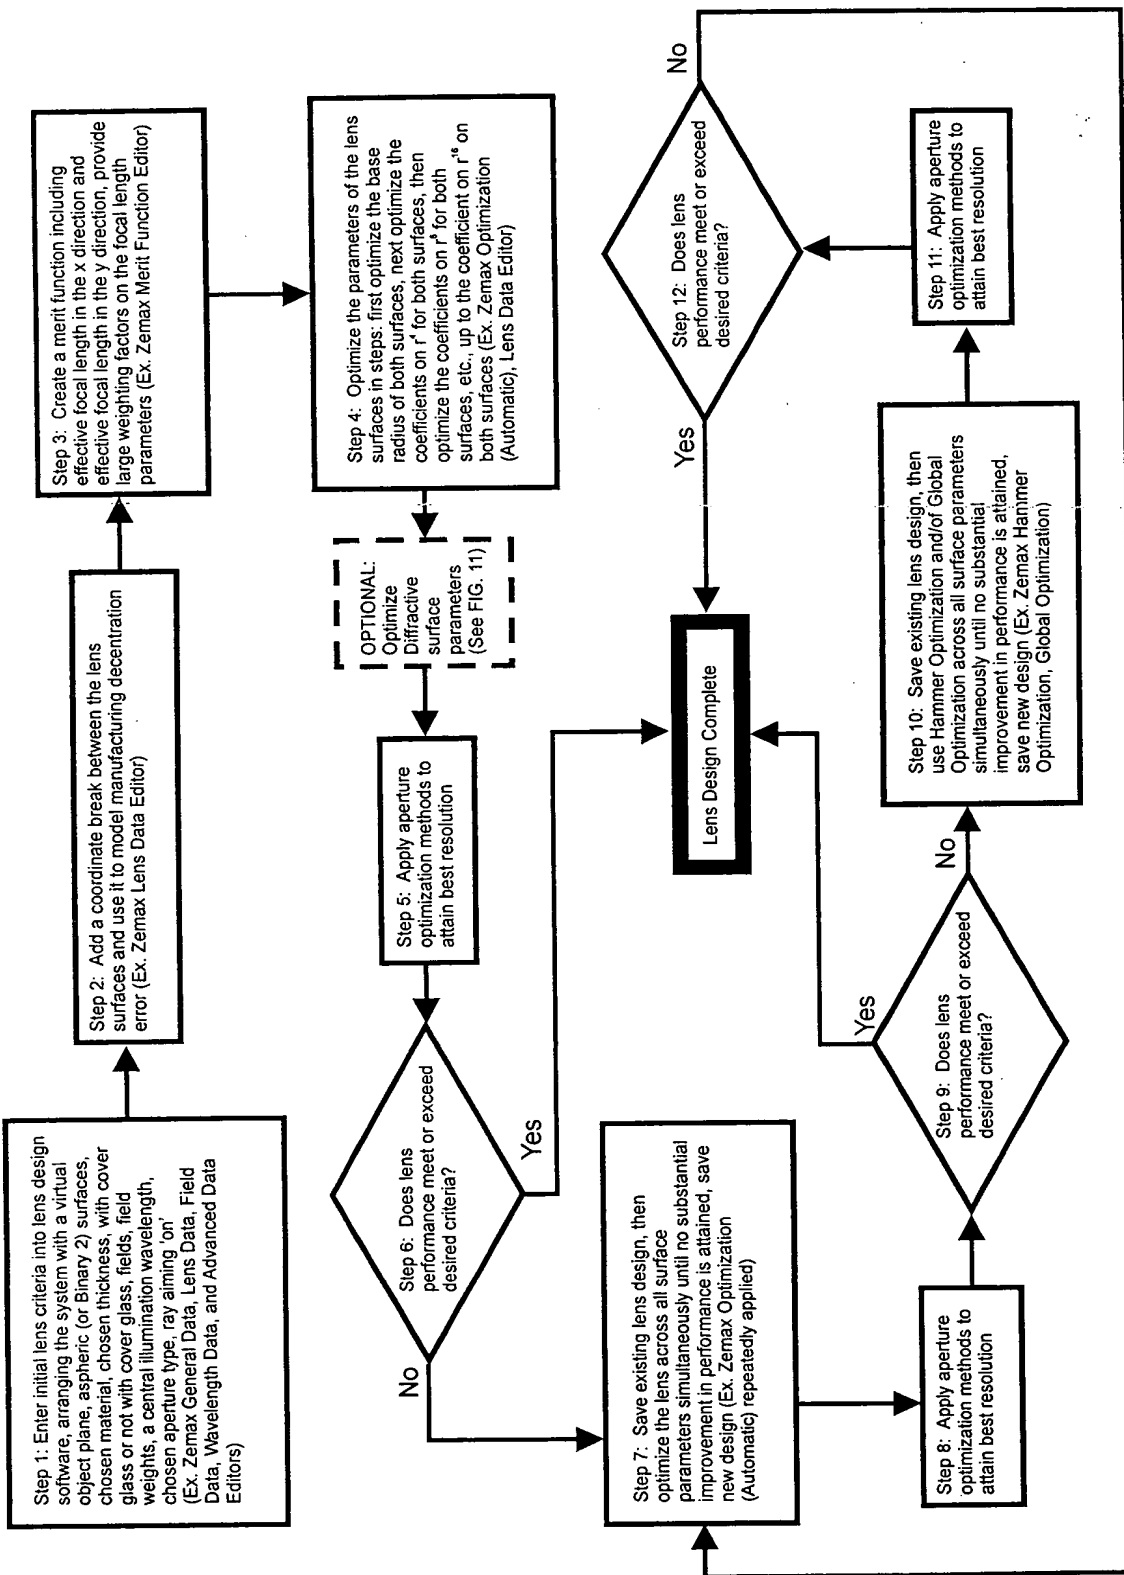 Step 1: Enter initial lens criteria into lens design
software, arranging the system with a virtual
object plane, aspheric (or Binary 2) surfaces,
chosen material, chosen thickness, with cover
glass or not with cover glass, fields, field
weights, a central illumination wavelength,
chosen aperture type, ray aiming 'on'
(Ex. Zemax General Data, Lens Data, Field
Data, Wavelength Data, and Advanced Data
Editors)
Step 2: Add a coordinate break between the lens
surfaces and use it to model manufacturing decentration
error (Ex. Zemax Lens Data Editor)
Step 3: Create a merit function including
effective focal length in the x direction and
effective focal length in the y direction, provide
large weighting factors on the focal length
parameters (Ex. Zemax Merit Function Editor)
Step 4: Optimize the parameters of the lens
surfaces in steps: first optimize the base
radius of both surfaces, next optimize the
coefficients on r⁴ for both surfaces, then
optimize the coefficients on r⁶ for both
surfaces, etc., up to the coefficient on r¹⁶ on
both surfaces (Ex. Zemax Optimization
(Automatic), Lens Data Editor)
OPTIONAL:
Optimize
Diffractive
surface
parameters
(See FIG. 11)
Step 5: Apply aperture
optimization methods to
attain best resolution
Step 6: Does lens
performance meet or exceed
desired criteria?
No
Yes
Step 7: Save existing lens design, then
optimize the lens across all surface
parameters simultaneously until no substantial
improvement in performance is attained, save
new design (Ex. Zemax Optimization
(Automatic) repeatedly applied)
Step 8: Apply aperture
optimization methods to
attain best resolution
Step 9: Does lens
performance meet or exceed
desired criteria?
Yes
No
Step 10: Save existing lens design, then
use Hammer Optimization and/of Global
Optimization across all surface parameters
simultaneously until no substantial
improvement in performance is attained,
save new design (Ex. Zemax Hammer
Optimization, Global Optimization)
Step 11: Apply aperture
optimization methods to
attain best resolution
Step 12: Does lens
performance meet or exceed
desired criteria?
Yes
No
Lens Design Complete